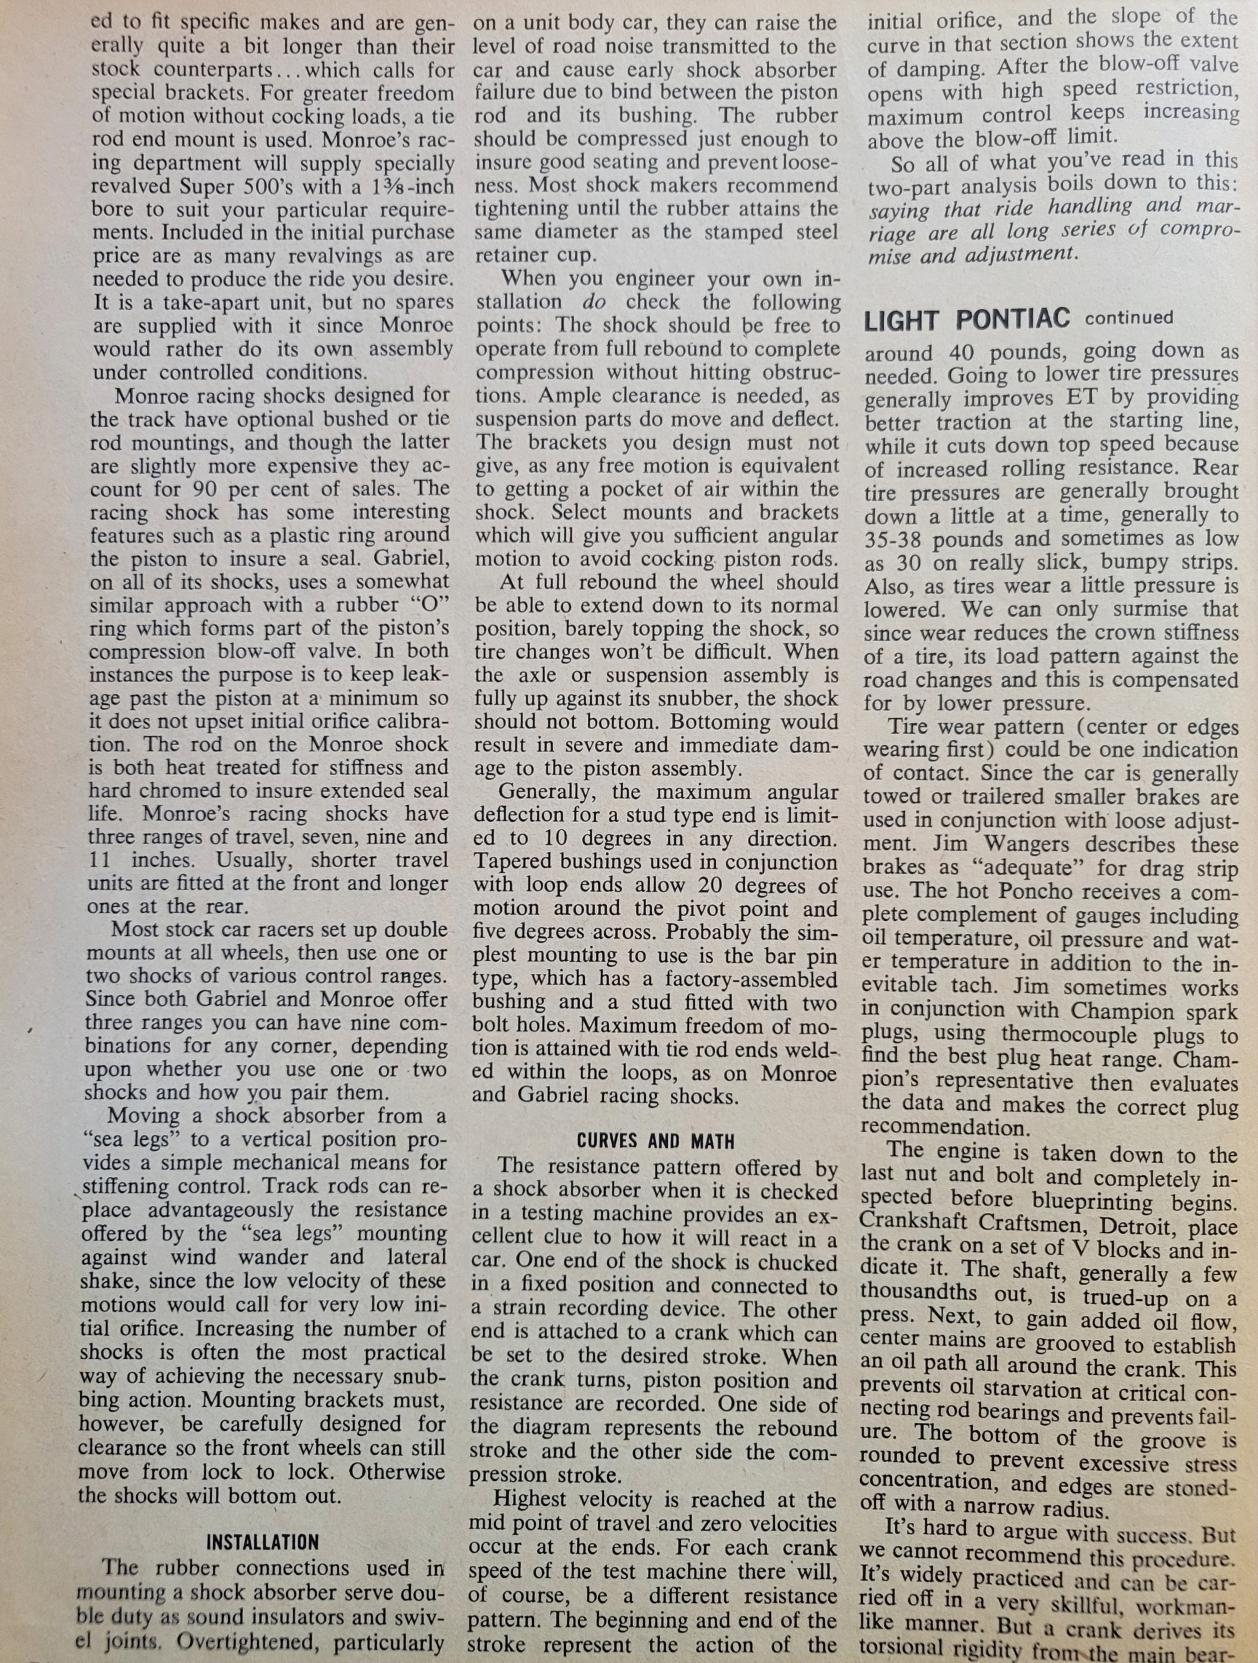 ed to fit specific makes and are gen-
erally quite a bit longer than their
stock counterparts...which calls for
special brackets. For greater freedom
of motion without cocking loads, a tie
rod end mount is used. Monroe's rac-
ing department will supply specially
revalved Super 500's with a 1⅜-inch
bore to suit your particular require-
ments. Included in the initial purchase
price are as many revalvings as are
needed to produce the ride you desire.
It is a take-apart unit, but no spares
are supplied with it since Monroe
would rather do its own assembly
under controlled conditions.
Monroe racing shocks designed for
the track have optional bushed or tie
rod mountings, and though the latter
are slightly more expensive they ac-
count for 90 per cent of sales. The
racing shock has some interesting
features such as a plastic ring around
the piston to insure a seal. Gabriel,
on all of its shocks, uses a somewhat
similar approach with a rubber “O”
ring which forms part of the piston's
compression blow-off valve. In both
instances the purpose is to keep leak-
age past the piston at a minimum so
it does not upset initial orifice calibra-
tion. The rod on the Monroe shock
is both heat treated for stiffness and
hard chromed to insure extended seal
life. Monroe's racing shocks have
three ranges of travel, seven, nine and
11 inches. Usually, shorter travel
units are fitted at the front and longer
ones at the rear.
Most stock car racers set up double
mounts at all wheels, then use one or
two shocks of various control ranges.
Since both Gabriel and Monroe offer
three ranges you can have nine com-
binations for any corner, depending
upon whether you use one or two
shocks and how you pair them.
Moving a shock absorber from a
“sea legs” to a vertical position pro-
vides a simple mechanical means for
stiffening control. Track rods can re-
place advantageously the resistance
offered by the “sea legs” mounting
against wind wander and lateral
shake, since the low velocity of these
motions would call for very low ini-
tial orifice. Increasing the number of
shocks is often the most practical
way of achieving the necessary snub-
bing action. Mounting brackets must,
however, be carefully designed for
clearance so the front wheels can still
move from lock to lock. Otherwise
the shocks will bottom out.
INSTALLATION
The rubber connections used in
mounting a shock absorber serve dou-
ble duty as sound insulators and swiv-
el joints. Overtightened, particularly
on a unit body car, they can raise the
level of road noise transmitted to the
car and cause early shock absorber
failure due to bind between the piston
rod and its bushing. The rubber
should be compressed just enough to
insure good seating and prevent loose-
ness. Most shock makers recommend
tightening until the rubber attains the
same diameter as the stamped steel
retainer cup.
When you engineer your own in-
stallation do check the following
points: The shock should be free to
operate from full rebound to complete
compression without hitting obstruc-
tions. Ample clearance is needed, as
suspension parts do move and deflect.
The brackets you design must not
give, as any free motion is equivalent
to getting a pocket of air within the
shock. Select mounts and brackets
which will give you sufficient angular
motion to avoid cocking piston rods.
At full rebound the wheel should
be able to extend down to its normal
position, barely topping the shock, so
tire changes won't be difficult. When
the axle or suspension assembly is
fully up against its snubber, the shock
should not bottom. Bottoming would
result in severe and immediate dam-
age to the piston assembly.
Generally, the maximum angular
deflection for a stud type end is limit-
ed to 10 degrees in any direction.
Tapered bushings used in conjunction
with loop ends allow 20 degrees of
motion around the pivot point and
five degrees across. Probably the sim-
plest mounting to use is the bar pin
type, which has a factory-assembled
bushing and a stud fitted with two
bolt holes. Maximum freedom of mo-
tion is attained with tie rod ends weld-
ed within the loops, as on Monroe
and Gabriel racing shocks.
CURVES AND MATH
The resistance pattern offered by
a shock absorber when it is checked
in a testing machine provides an ex-
cellent clue to how it will react in a
car. One end of the shock is chucked
in a fixed position and connected to
a strain recording device. The other
end is attached to a crank which can
be set to the desired stroke. When
the crank turns, piston position and
resistance are recorded. One side of
the diagram represents the rebound
stroke and the other side the com-
pression stroke.
Highest velocity is reached at the
mid point of travel and zero velocities
occur at the ends. For each crank
speed of the test machine there will,
of course, be a different resistance
pattern. The beginning and end of the
stroke represent the action of the
initial orifice, and the slope of the
curve in that section shows the extent
of damping. After the blow-off valve
opens with high speed restriction,
maximum control keeps increasing
above the blow-off limit.
So all of what you've read in this
two-part analysis boils down to this:
saying that ride handling and mar-
riage are all long series of compro-
mise and adjustment.
LIGHT PONTIAC continued
around 40 pounds, going down as
needed. Going to lower tire pressures
generally improves ET by providing
better traction at the starting line,
while it cuts down top speed because
of increased rolling resistance. Rear
tire pressures are generally brought
down a little at a time, generally to
35-38 pounds and sometimes as low
as 30 on really slick, bumpy strips.
Also, as tires wear a little pressure is
lowered. We can only surmise that
since wear reduces the crown stiffness
of a tire, its load pattern against the
road changes and this is compensated
for by lower pressure.
Tire wear pattern (center or edges
wearing first) could be one indication
of contact. Since the car is generally
towed or trailered smaller brakes are
used in conjunction with loose adjust-
ment. Jim Wangers describes these
brakes as “adequate” for drag strip
use. The hot Poncho receives a com-
plete complement of gauges including
oil temperature, oil pressure and wat-
er temperature in addition to the in-
evitable tach. Jim sometimes works
in conjunction with Champion spark
plugs, using thermocouple plugs to
find the best plug heat range. Cham-
pion's representative then evaluates
the data and makes the correct plug
recommendation.
The engine is taken down to the
last nut and bolt and completely in-
spected before blueprinting begins.
Crankshaft Craftsmen, Detroit, place
the crank on a set of V blocks and in-
dicate it. The shaft, generally a few
thousandths out, is trued-up on a
press. Next, to gain added oil flow,
center mains are grooved to establish
an oil path all around the crank. This
prevents oil starvation at critical con-
necting rod bearings and prevents fail-
ure. The bottom of the groove is
rounded to prevent excessive stress
concentration, and edges are stoned-
off with a narrow radius.
It's hard to argue with success. But
we cannot recommend this procedure.
It's widely practiced and can be car-
ried off in a very skillful, workman-
like manner. But a crank derives its
torsional rigidity from the main bear-